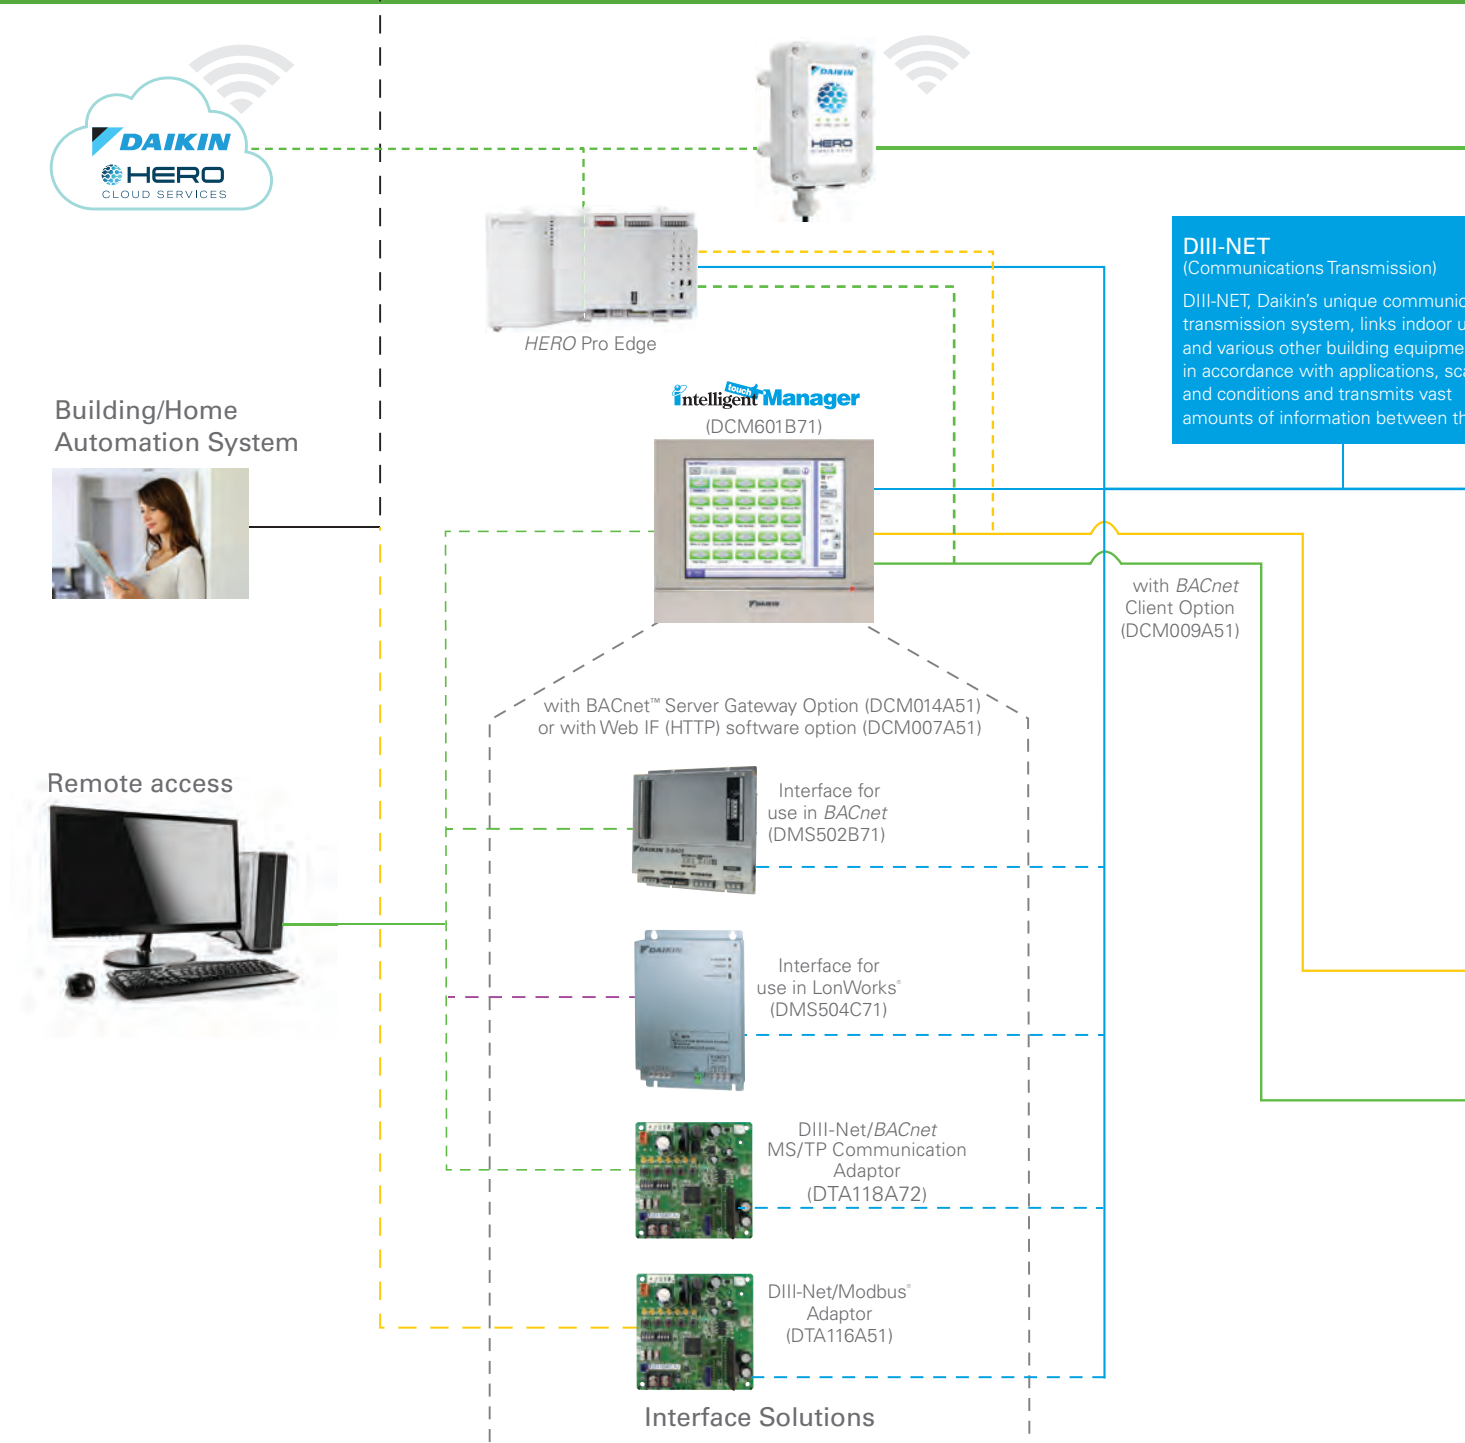 DAIKIN
HERO
CLOUD SERVICES
DAIKIN
HERO
HERO Pro Edge
DIII-NET
(Communications Transmission)
DIII-NET, Daikin's unique communic
transmission system, links indoor u
and various other building equipme
in accordance with applications, sca
and conditions and transmits vast
amounts of information between th
Building/Home
Automation System
intelligent touch Manager
(DCM601B71)
DAIKIN
with BACnet
Client Option
(DCM009A51)
with BACnet™ Server Gateway Option (DCM014A51)
or with Web IF (HTTP) software option (DCM007A51)
Remote access
Interface for
use in BACnet
(DMS502B71)
DAIKIN
Interface for
use in LonWorks®
(DMS504C71)
DAIKIN
DIII-Net/BACnet
MS/TP Communication
Adaptor
(DTA118A72)
DIII-Net/Modbus®
Adaptor
(DTA116A51)
Interface Solutions